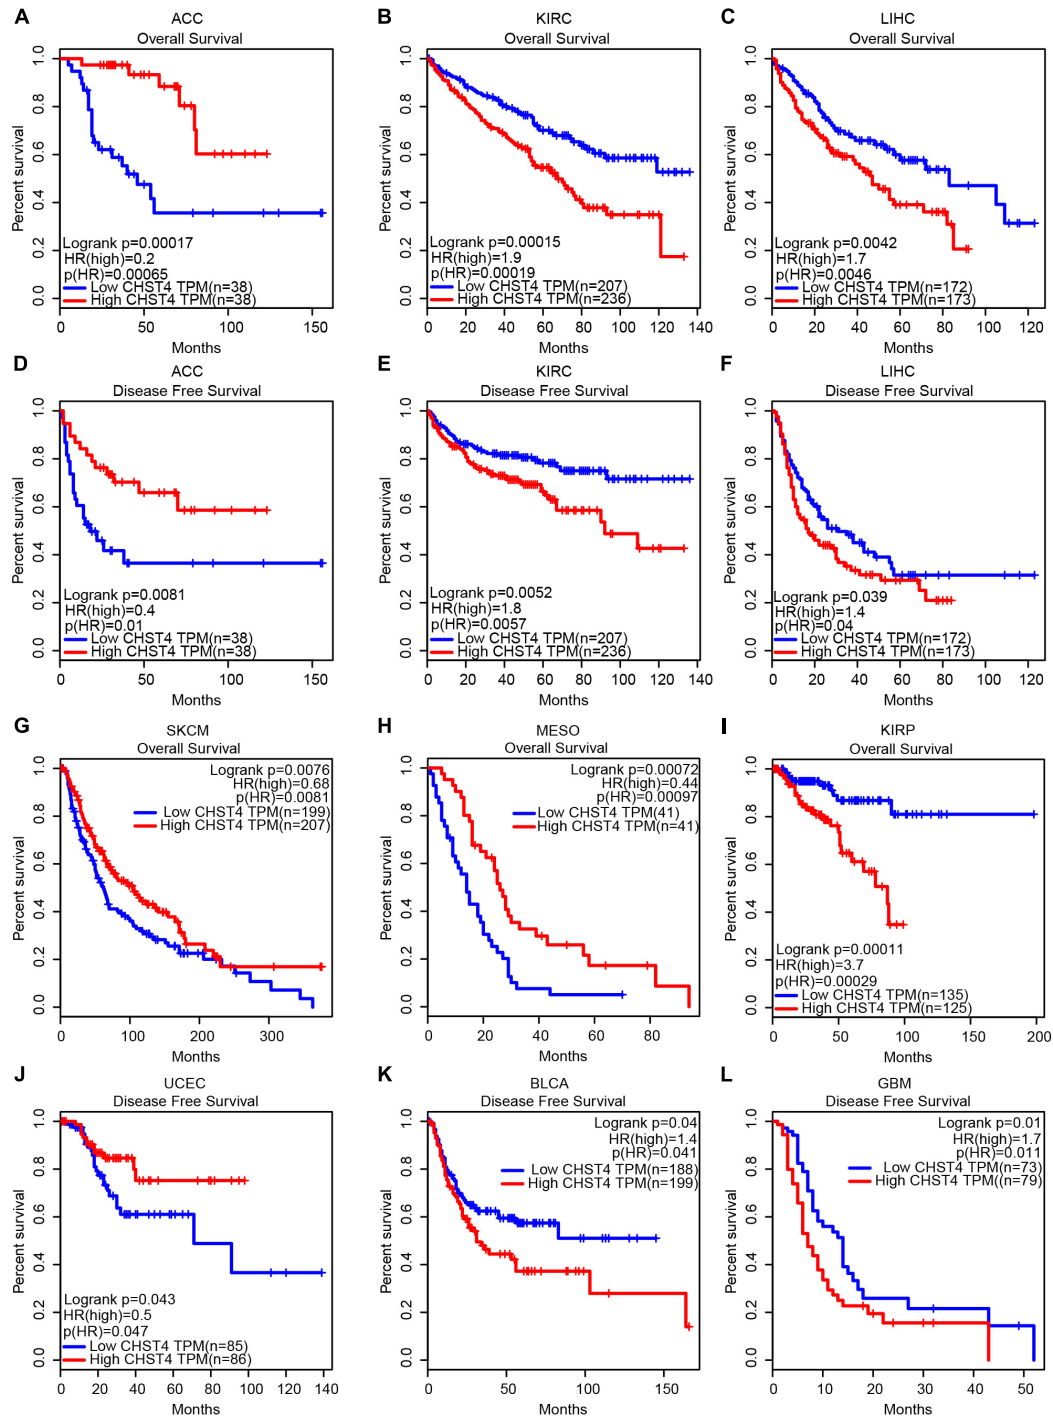 A
ACC
Overall Survival
Percent survival
1.0
0.8
0.6
0.4
0.2
0.0
Logrank p=0.00017
HR(high)=0.2
p(HR)=0.00065
Low CHST4 TPM(n=38)
High CHST4 TPM(n=38)
0 50 100 150
Months
B
KIRC
Overall Survival
Percent survival
1.0
0.8
0.6
0.4
0.2
0.0
Logrank p=0.00015
HR(high)=1.9
p(HR)=0.00019
Low CHST4 TPM(n=207)
High CHST4 TPM(n=236)
0 20 40 60 80 100 120 140
Months
C
LIHC
Overall Survival
Percent survival
1.0
0.8
0.6
0.4
0.2
0.0
Logrank p=0.0042
HR(high)=1.7
p(HR)=0.0046
Low CHST4 TPM(n=172)
High CHST4 TPM(n=173)
0 20 40 60 80 100 120
Months
D
ACC
Disease Free Survival
Percent survival
1.0
0.8
0.6
0.4
0.2
0.0
Logrank p=0.0081
HR(high)=0.4
p(HR)=0.01
Low CHST4 TPM(n=38)
High CHST4 TPM(n=38)
0 50 100 150
Months
E
KIRC
Disease Free Survival
Percent survival
1.0
0.8
0.6
0.4
0.2
0.0
Logrank p=0.0052
HR(high)=1.8
p(HR)=0.0057
Low CHST4 TPM(n=207)
High CHST4 TPM(n=236)
0 20 40 60 80 100 120 140
Months
F
LIHC
Disease Free Survival
Percent survival
1.0
0.8
0.6
0.4
0.2
0.0
Logrank p=0.039
HR(high)=1.4
p(HR)=0.04
Low CHST4 TPM(n=172)
High CHST4 TPM(n=173)
0 20 40 60 80 100 120
Months
G
SKCM
Overall Survival
Percent survival
1.0
0.8
0.6
0.4
0.2
0.0
Logrank p=0.0076
HR(high)=0.68
p(HR)=0.0081
Low CHST4 TPM(n=199)
High CHST4 TPM(n=207)
0 100 200 300
Months
H
MESO
Overall Survival
Percent survival
1.0
0.8
0.6
0.4
0.2
0.0
Logrank p=0.00072
HR(high)=0.44
p(HR)=0.00097
Low CHST4 TPM(41)
High CHST4 TPM(n=41)
0 20 40 60 80
Months
I
KIRP
Overall Survival
Percent survival
1.0
0.8
0.6
0.4
0.2
0.0
Logrank p=0.00011
HR(high)=3.7
p(HR)=0.00029
Low CHST4 TPM(n=135)
High CHST4 TPM(n=125)
0 50 100 150 200
Months
J
UCEC
Disease Free Survival
Percent survival
1.0
0.8
0.6
0.4
0.2
0.0
Logrank p=0.043
HR(high)=0.5
p(HR)=0.047
Low CHST4 TPM(n=85)
High CHST4 TPM(n=86)
0 20 40 60 80 100 120 140
Months
K
BLCA
Disease Free Survival
Percent survival
1.0
0.8
0.6
0.4
0.2
0.0
Logrank p=0.04
HR(high)=1.4
p(HR)=0.041
Low CHST4 TPM(n=188)
High CHST4 TPM(n=199)
0 50 100 150
Months
L
GBM
Disease Free Survival
Percent survival
1.0
0.8
0.6
0.4
0.2
0.0
Logrank p=0.01
HR(high)=1.7
p(HR)=0.011
Low CHST4 TPM(n=73)
High CHST4 TPM((n=79)
0 10 20 30 40 50
Months